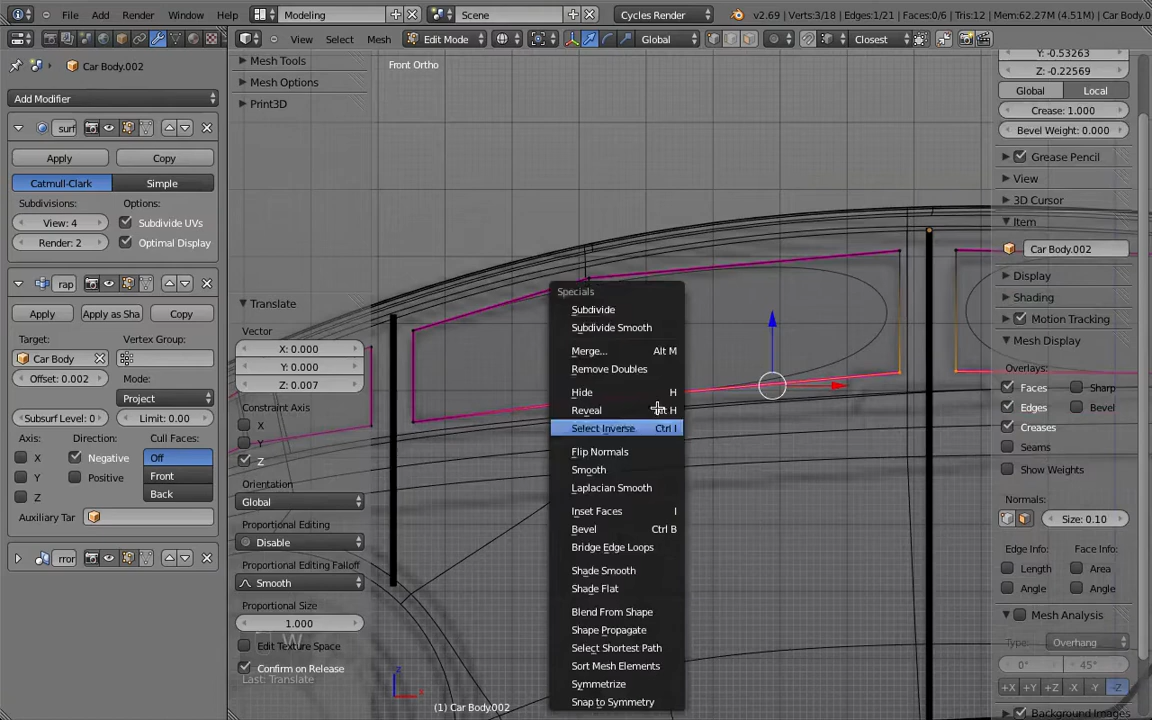 File Add Render Window Help Modeling Scene Cycles Render v2.69 | Verts:3/18 | Edges:1/21 | Faces:0/6 | Tris:12 | Mem:62.27M (4.51M) | Car Body.002
View Select Mesh Edit Mode Global Closest
Car Body.002
Add Modifier
surf
Apply Copy
Catmull-Clark Simple
Subdivisions: Options:
View: 4 Subdivide UVs
Render: 2 Optimal Display
rap
Apply Apply as Sha Copy
Target: Vertex Group:
Car Body
Offset: 0.002 Project
Subsurf Level: 0 Limit: 0.00
Axis: Direction: Cull Faces:
X Negative Off
Y Positive Front
Z Back
Auxiliary Tar
rror
Mesh Tools
Mesh Options
Print3D
Translate
Vector
X: 0.000
Y: 0.000
Z: 0.007
Constraint Axis
X
Y
Z
Orientation
Global
Proportional Editing
Disable
Proportional Editing Falloff
Smooth
Proportional Size
1.000
Edit Texture Space
Confirm on Release
W
Last: Translate
Front Ortho
z
x
(1) Car Body.002
Specials
Subdivide
Subdivide Smooth
Merge... Alt M
Remove Doubles
Hide H
Reveal H
Select Inverse Ctrl I
Flip Normals
Smooth
Laplacian Smooth
Inset Faces I
Bevel Ctrl B
Bridge Edge Loops
Shade Smooth
Shade Flat
Blend From Shape
Shape Propagate
Select Shortest Path
Sort Mesh Elements
Symmetrize
Snap to Symmetry
Y: -0.53263
Z: -0.22569
Global Local
Crease: 1.000
Bevel Weight: 0.000
Grease Pencil
View
3D Cursor
Item
Car Body.002
Display
Shading
Motion Tracking
Mesh Display
Overlays:
Faces Sharp
Edges Bevel
Creases
Seams
Show Weights
Normals:
Size: 0.10
Edge Info: Face Info:
Length Area
Angle Angle
Mesh Analysis
Type: Overhang
0° 45°
+X +Y +Z -X -Y -Z
Background Images